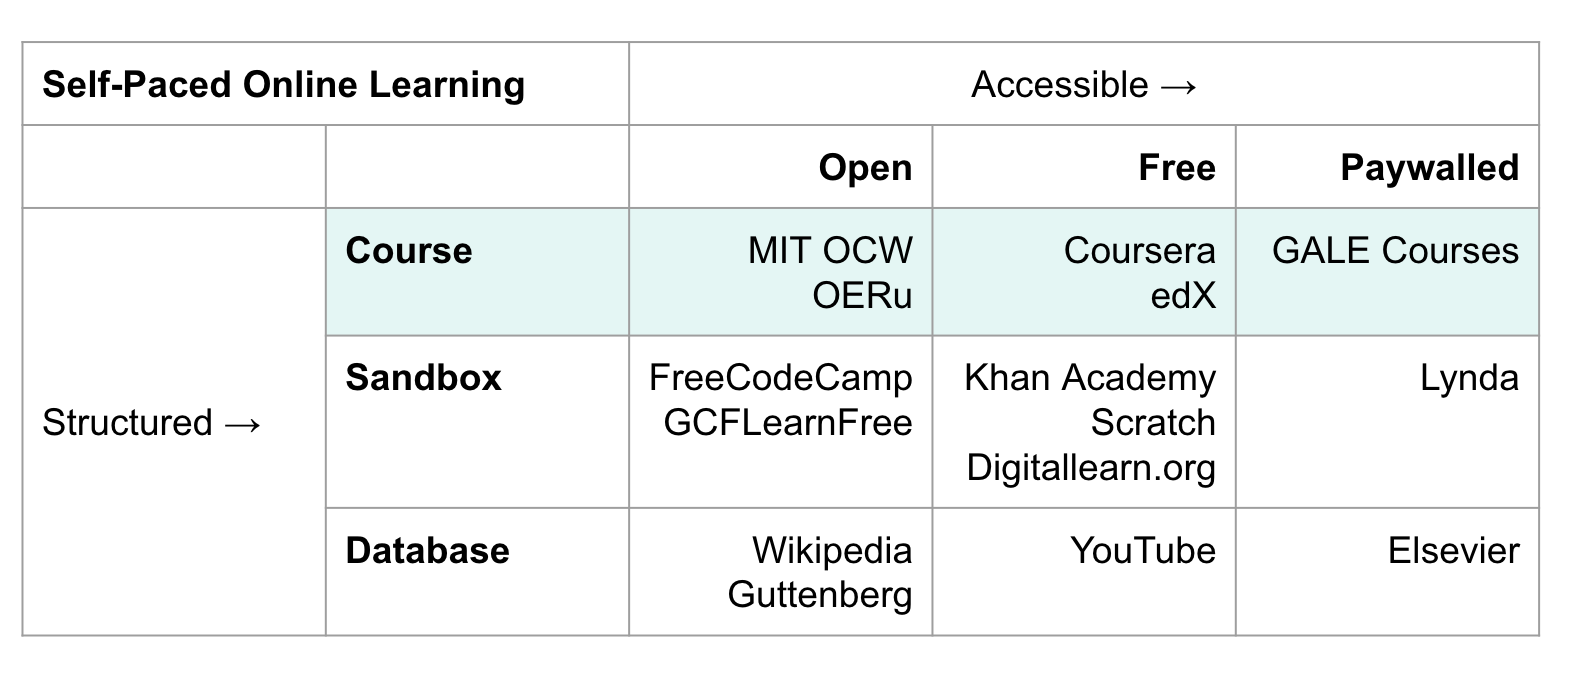 Self-Paced Online Learning
Accessible →
Open
Free
Paywalled
Structured →
Course
MIT OCW
OERu
Coursera
edX
GALE Courses
Sandbox
FreeCodeCamp
GCFLearnFree
Khan Academy
Scratch
Digitallearn.org
Lynda
Database
Wikipedia
Guttenberg
YouTube
Elsevier